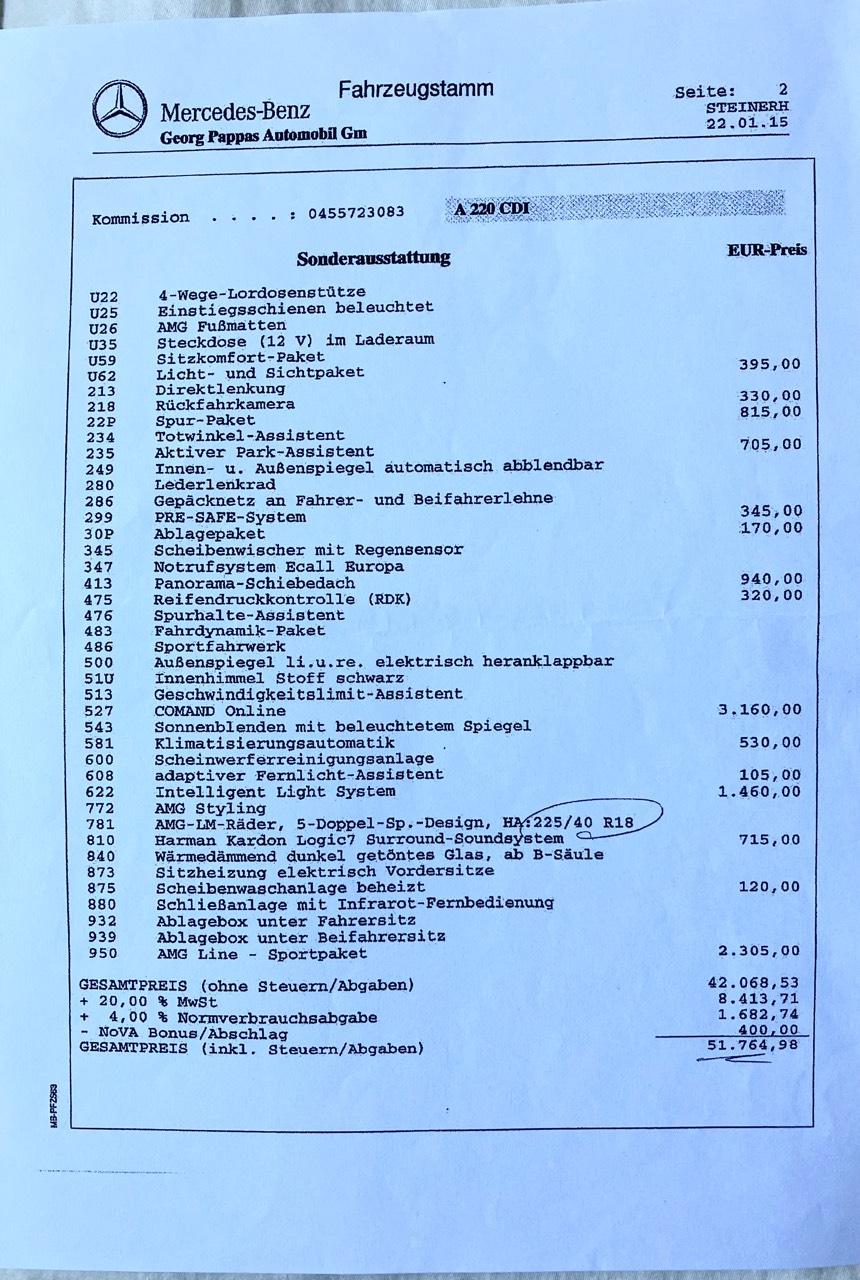 Fahrzeugstamm
Seite: 2
Mercedes-Benz
STEINERH
Georg Pappas Automobil Gm
22.01.15
Kommission . . . . : 0455723083 A 220 CDI
Sonderausstattung EUR-Preis
U22 4-Wege-Lordosenstütze
U25 Einstiegsschienen beleuchtet
U26 AMG Fußmatten
U35 Steckdose (12 V) im Laderaum
U59 Sitzkomfort-Paket
U62 Licht- und Sichtpaket 395,00
213 Direktlenkung
218 Rückfahrkamera 330,00
22P Spur-Paket 815,00
234 Totwinkel-Assistent
235 Aktiver Park-Assistent 705,00
249 Innen- u. Außenspiegel automatisch abblendbar
280 Lederlenkrad
286 Gepäcknetz an Fahrer- und Beifahrerlehne
299 PRE-SAFE-System 345,00
30P Ablagepaket 170,00
345 Scheibenwischer mit Regensensor
347 Notrufsystem Ecall Europa
413 Panorama-Schiebedach 940,00
475 Reifendruckkontrolle (RDK) 320,00
476 Spurhalte-Assistent
483 Fahrdynamik-Paket
486 Sportfahrwerk
500 Außenspiegel li.u.re. elektrisch heranklappbar
51U Innenhimmel Stoff schwarz
513 Geschwindigkeitslimit-Assistent
527 COMAND Online 3.160,00
543 Sonnenblenden mit beleuchtetem Spiegel
581 Klimatisierungsautomatik 530,00
600 Scheinwerferreinigungsanlage
608 adaptiver Fernlicht-Assistent 105,00
622 Intelligent Light System 1.460,00
772 AMG Styling
781 AMG-LM-Räder, 5-Doppel-Sp.-Design, HA:225/40 R18
810 Harman Kardon Logic7 Surround-Soundsystem 715,00
840 Wärmedämmend dunkel getöntes Glas, ab B-Säule
873 Sitzheizung elektrisch Vordersitze
875 Scheibenwaschanlage beheizt 120,00
880 Schließanlage mit Infrarot-Fernbedienung
932 Ablagebox unter Fahrersitz
939 Ablagebox unter Beifahrersitz
950 AMG Line - Sportpaket 2.305,00
GESAMTPREIS (ohne Steuern/Abgaben) 42.068,53
+ 20,00 % MwSt 8.413,71
+ 4,00 % Normverbrauchsabgabe 1.682,74
- NoVA Bonus/Abschlag 400,00
GESAMTPREIS (inkl. Steuern/Abgaben) 51.764,98
MB-PFZS63